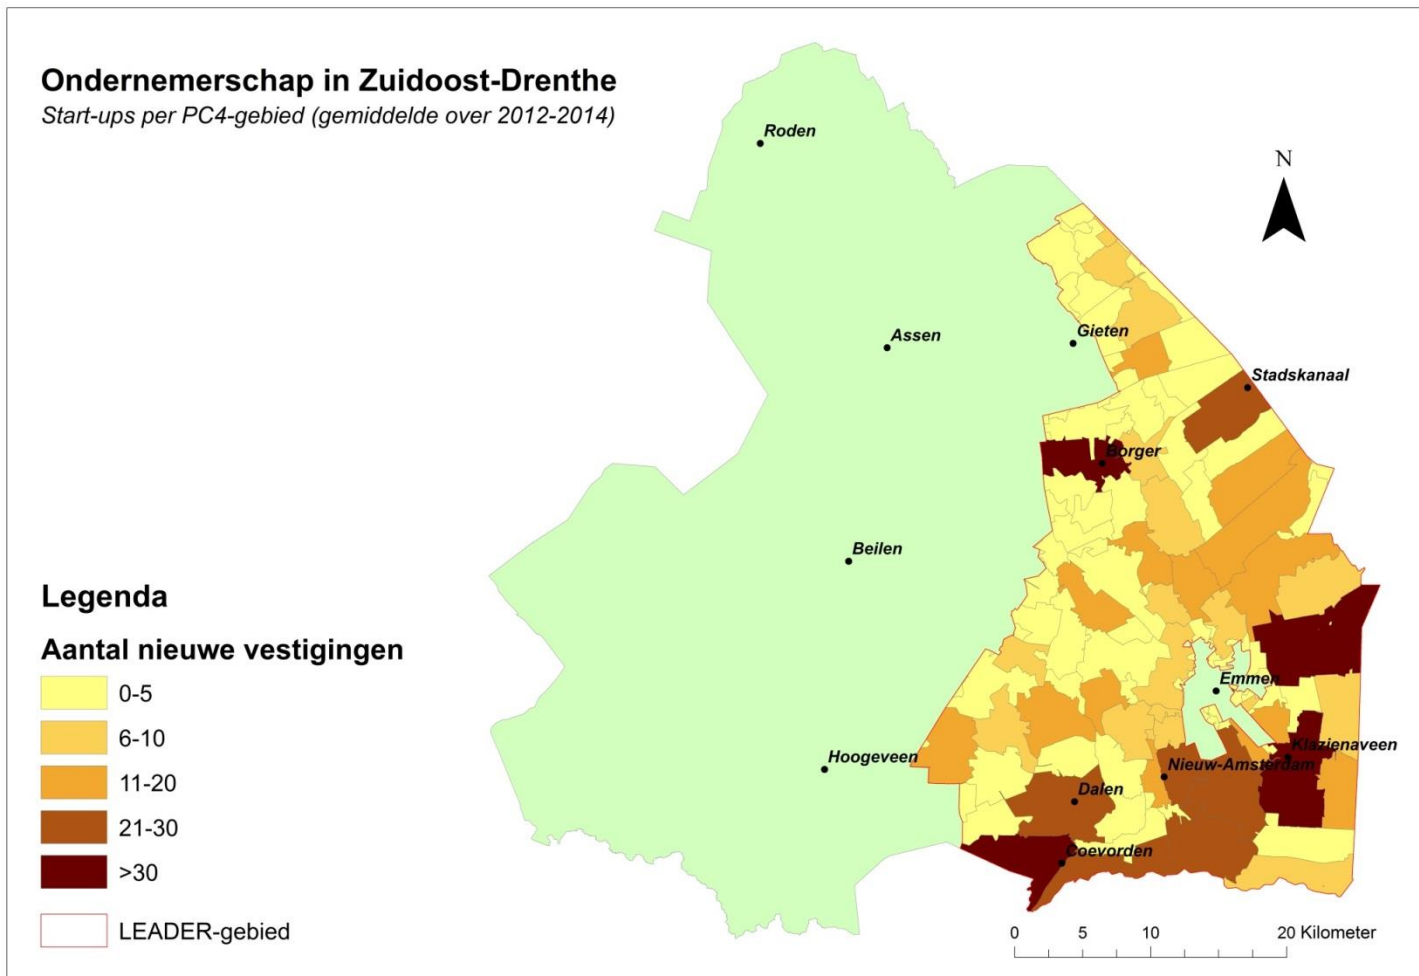 Ondernemerschap in Zuidoost-Drenthe
Start-ups per PC4-gebied (gemiddelde over 2012-2014)
Roden
N
Assen
Gieten
Stadskanaal
Borger
Beilen
Emmen
Hoogeveen
Klazienaveen
Nieuw-Amsterdam
Dalen
Coevorden
Legenda
Aantal nieuwe vestigingen
0-5
6-10
11-20
21-30
>30
LEADER-gebied
0 5 10 20 Kilometer